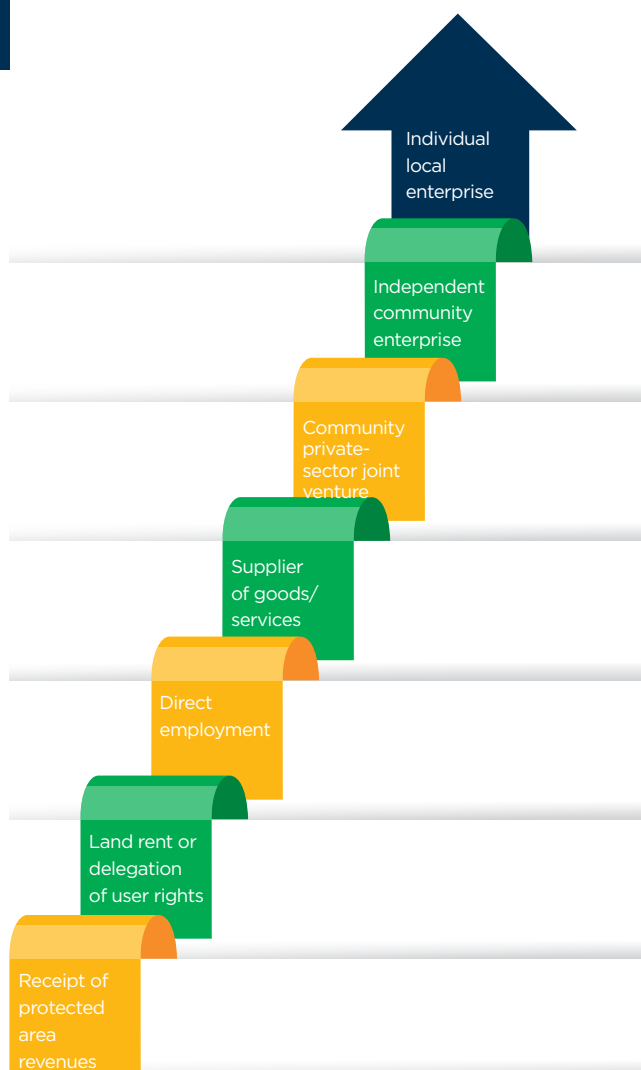 Individual
local
enterprise
Independent
community
enterprise
Community
private-
sector joint
venture
Supplier
of goods/
services
Direct
employment
Land rent or
delegation
of user rights
Receipt of
protected
area
revenues